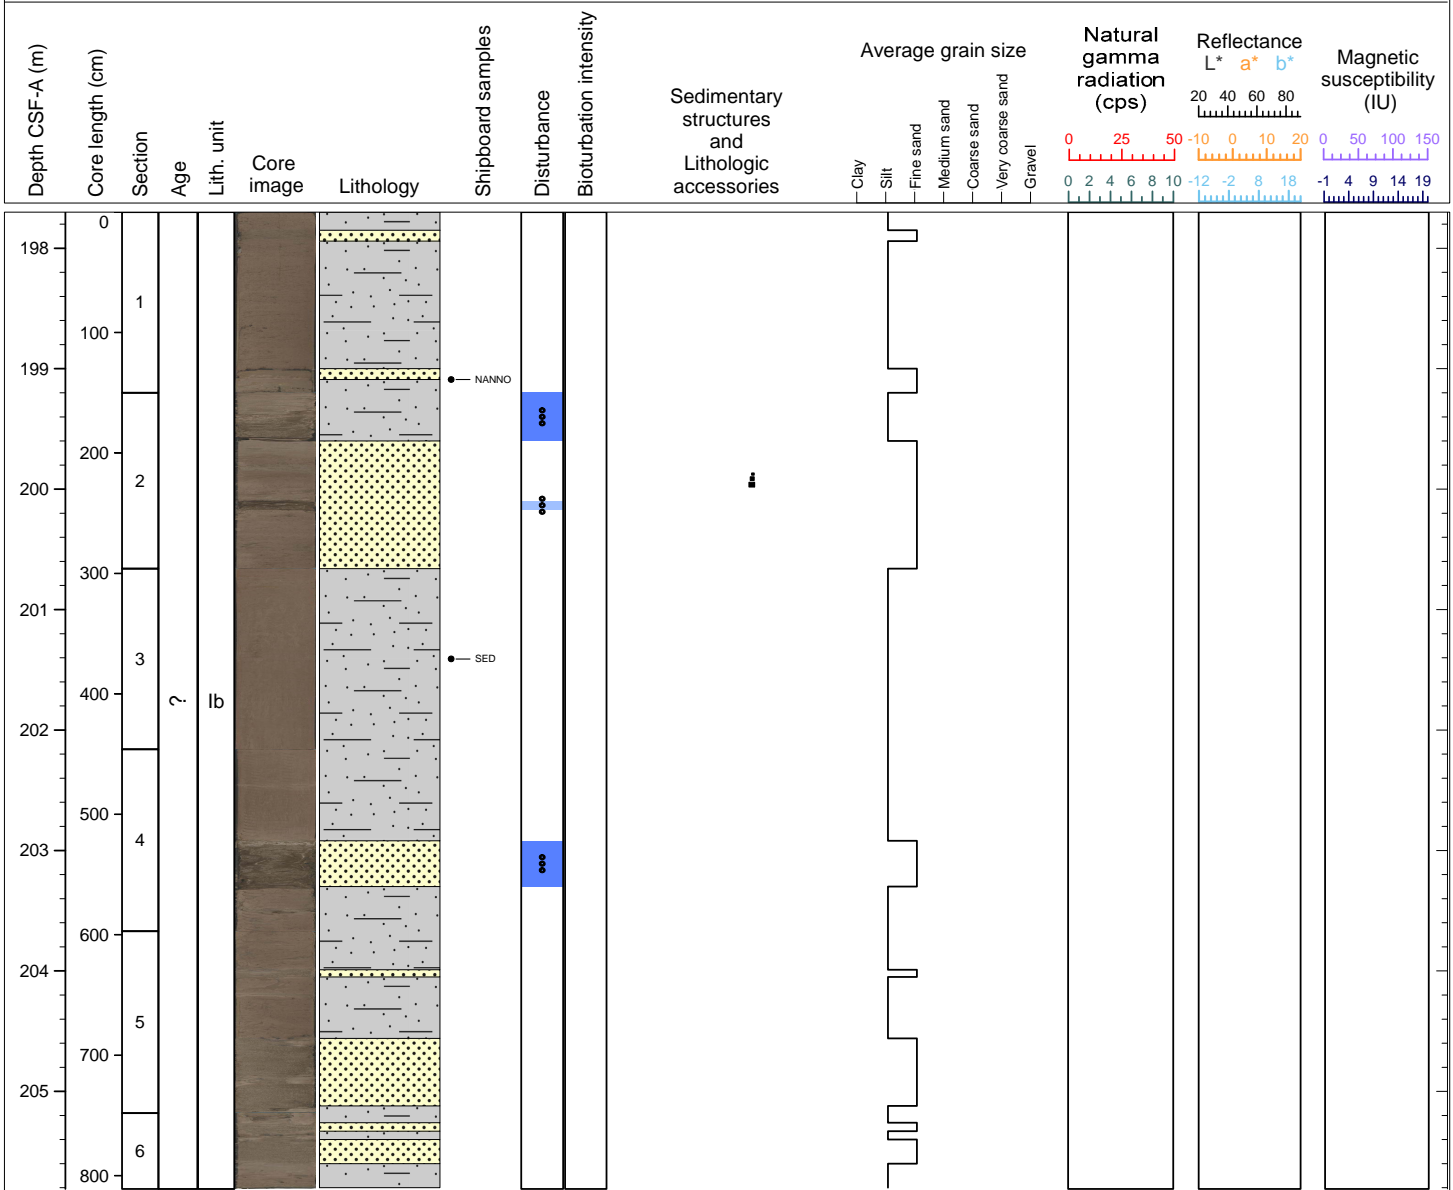 Depth CSF-A (m)
Core length (cm)
Section
Age
Lith. unit
Core
image
Lithology
Shipboard samples
Disturbance
Bioturbation intensity
Sedimentary
structures
and
Lithologic
accessories
Average grain size
Clay
Silt
Fine sand
Medium sand
Coarse sand
Very coarse sand
Gravel
Natural
gamma
radiation
(cps)
0 25 50
0 2 4 6 8 10
Reflectance
L* a* b*
20 40 60 80
-10 0 10 20
-12 -2 8 18
Magnetic
susceptibility
(IU)
0 50 100 150
-1 4 9 14 19
0
198
1
100
199
NANNO
200
2
200
300
201
3
SED
400
?
Ib
202
500
4
203
600
204
5
700
205
6
800